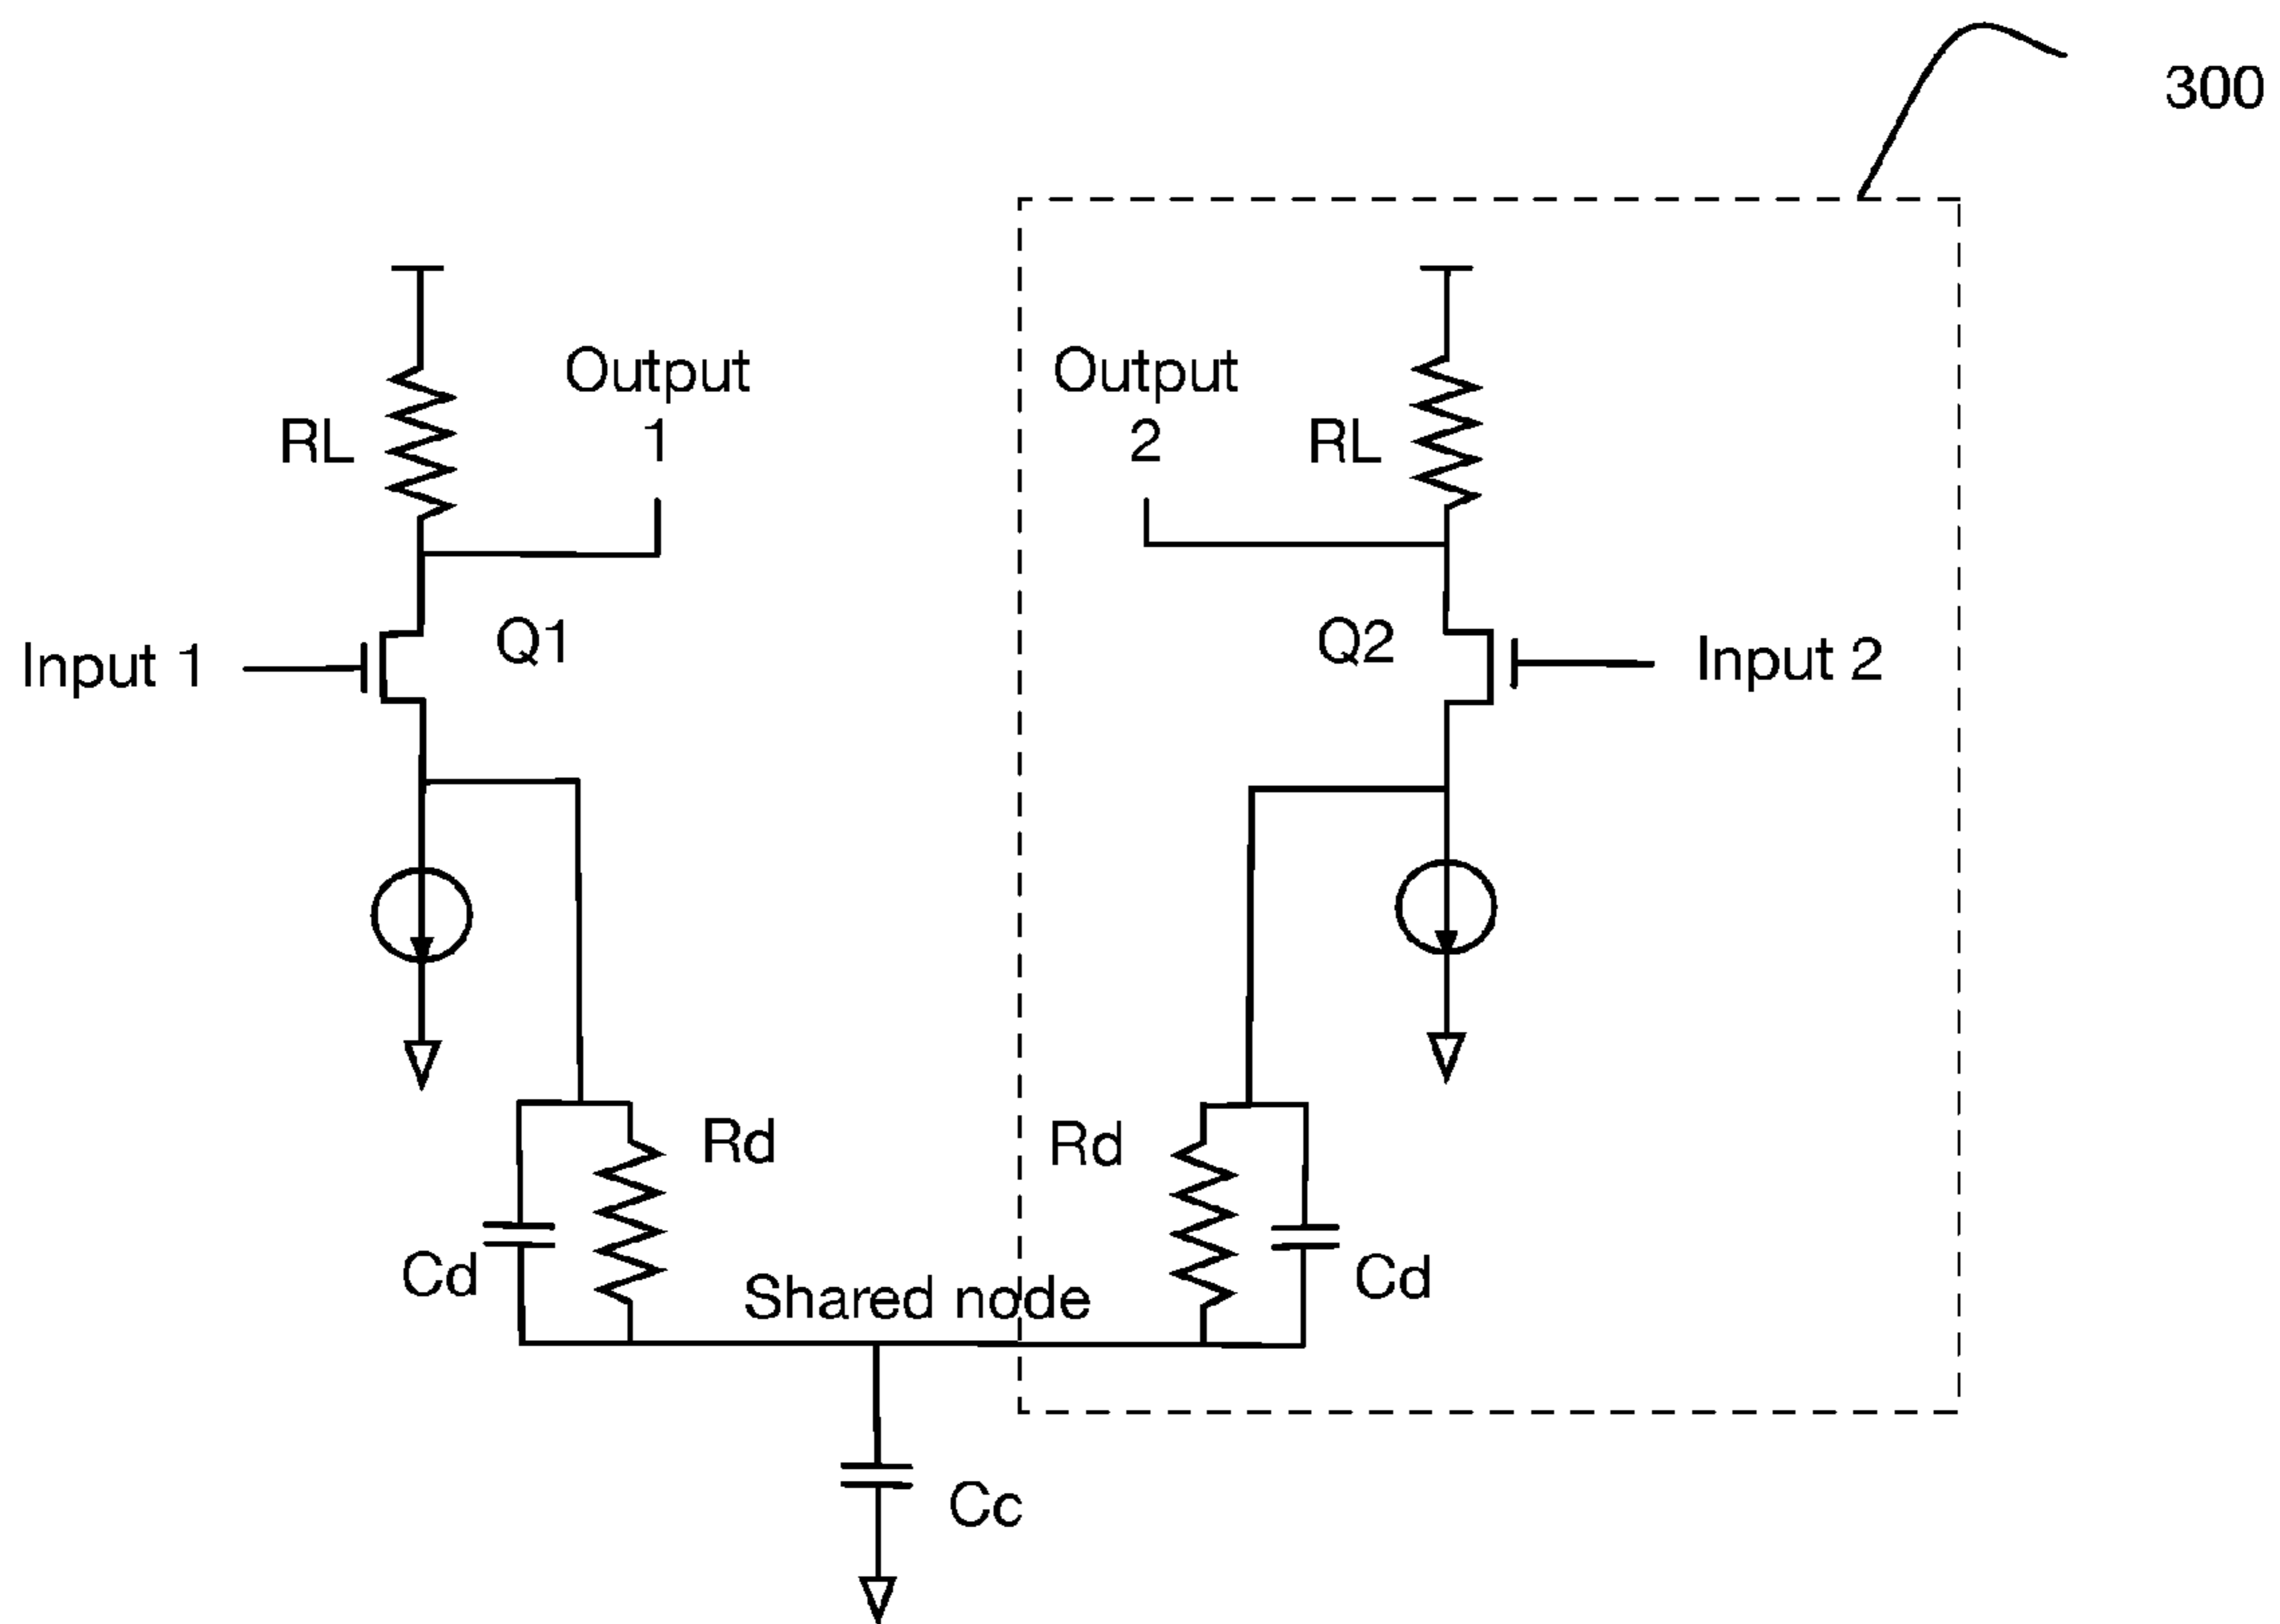 300
Output
1
Output
2
RL
RL
Input 1
Q1
Q2
Input 2
Rd
Rd
Cd
Shared node
Cd
Cc